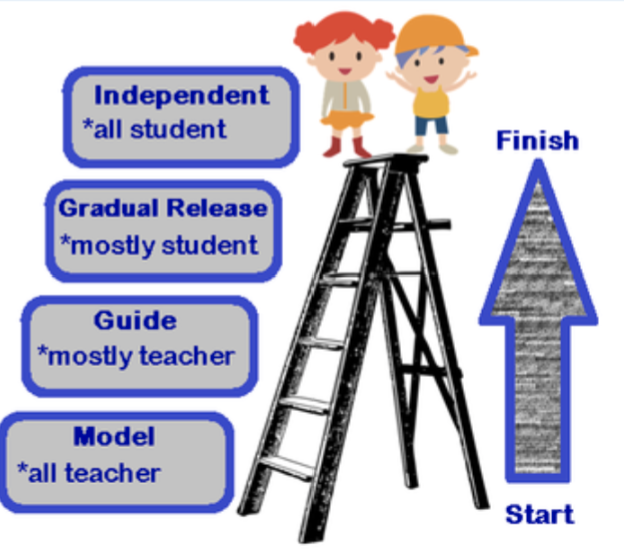 Independent
*all student
Finish
Gradual Release
*mostly student
Guide
*mostly teacher
Model
*all teacher
Start